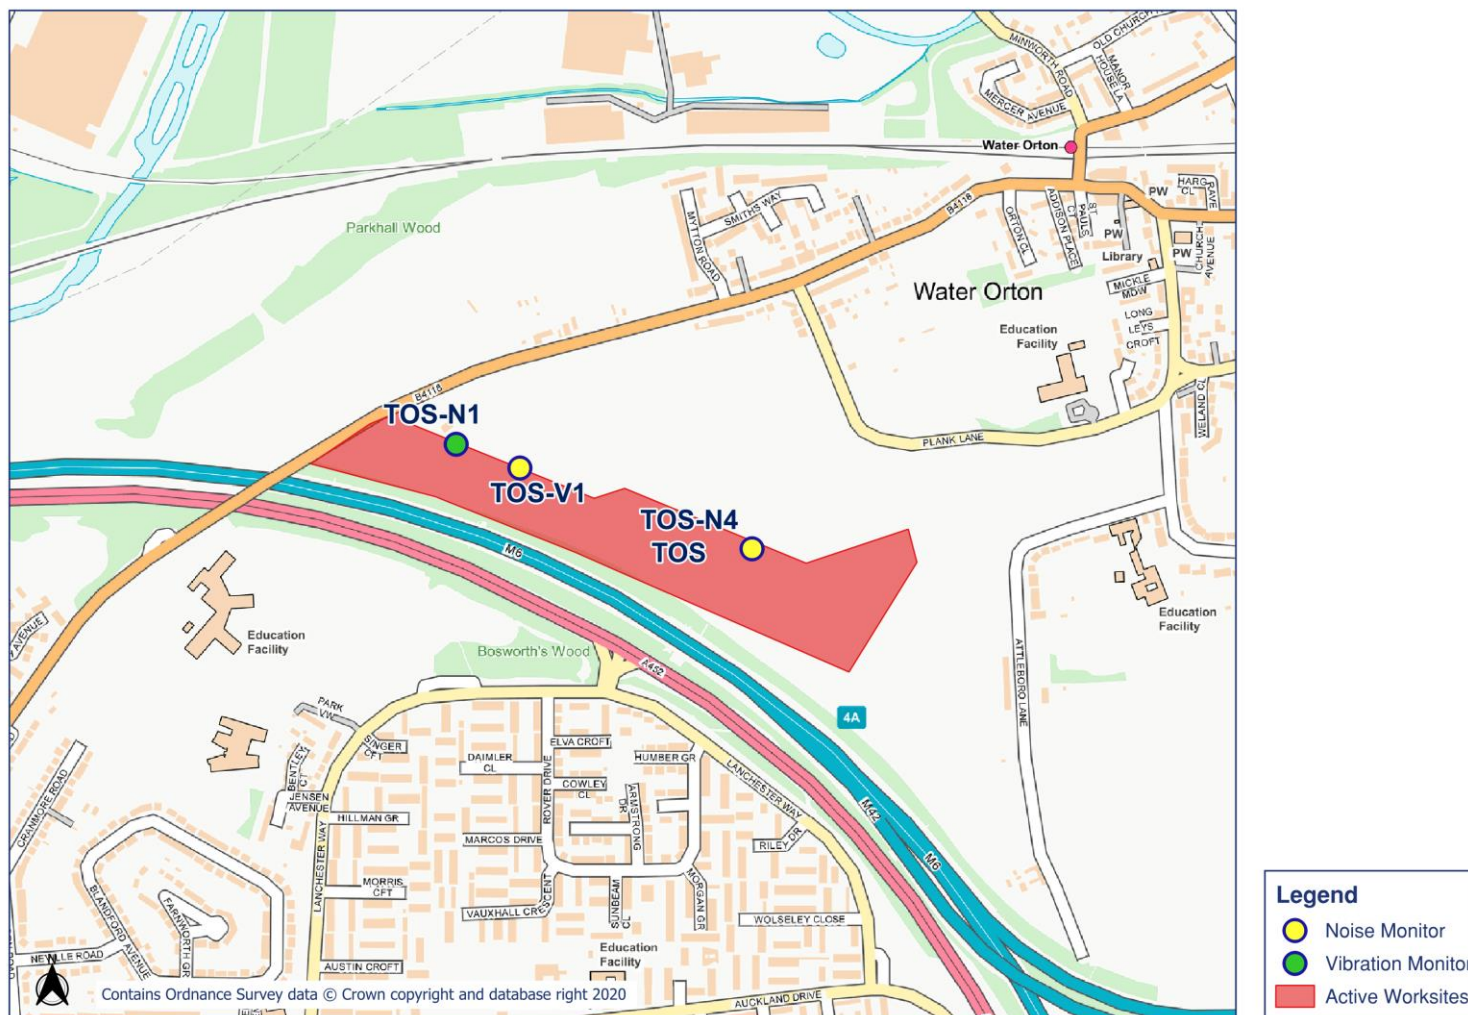 MINWORTH ROAD
OLD CHURCH
MANOR
HOUSE LA
MERCER AVENUE
Water Orton
PW
HARG
CL
RAVE
B4118
ORTON CL
ADDISON PLACE
ST
PAULS
CT
PW
Library
PW
CHURCH
AVENUE
MICKLE
MDW
Parkhall Wood
SMITHS WAY
MYTTON ROAD
Water Orton
Education
Facility
LONG
LEYS
CROFT
WELAND CL
PLANK LANE
B4118
TOS-N1
TOS-V1
TOS-N4
TOS
M6
Education
Facility
Bosworth's Wood
A452
Education
Facility
ATTLEBORO LANE
4A
AVENUE
PARK
VW
SINGER
CFT
BENTLEY
CT
JENSEN
AVENUE
HILLMAN GR
LANCHESTER WAY
CRANMORE ROAD
DAIMLER
CL
ELVA CROFT
ROVER DRIVE
COWLEY
CL
HUMBER GR
ARMSTRONG
DR
LANCHESTER WAY
MARCOS DRIVE
RILEY
DR
M42
M6
MORRIS
CFT
VAUXHALL CRESCENT
SUNBEAM
CL
MORGAN GR
WOLSELEY CLOSE
BLANDFORD AVENUE
FARNWORTH GR
NEVILLE ROAD
ROAD
AUSTIN CROFT
Education
Facility
AUCKLAND DRIVE
N
Contains Ordnance Survey data © Crown copyright and database right 2020
Legend
Noise Monitor
Vibration Monitor
Active Worksites